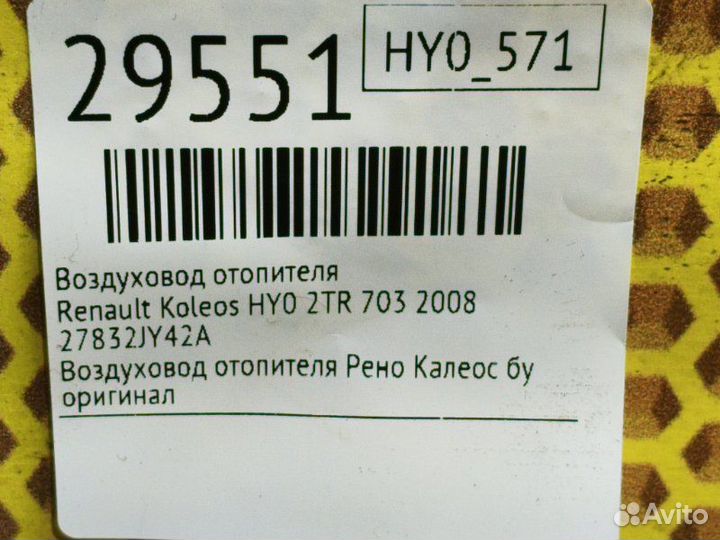 29551
HY0_571
Воздуховод отопителя
Renault Koleos HY0 2TR 703 2008
27832JY42A
Воздуховод отопителя Рено Калеос бу
оригинал
Avito